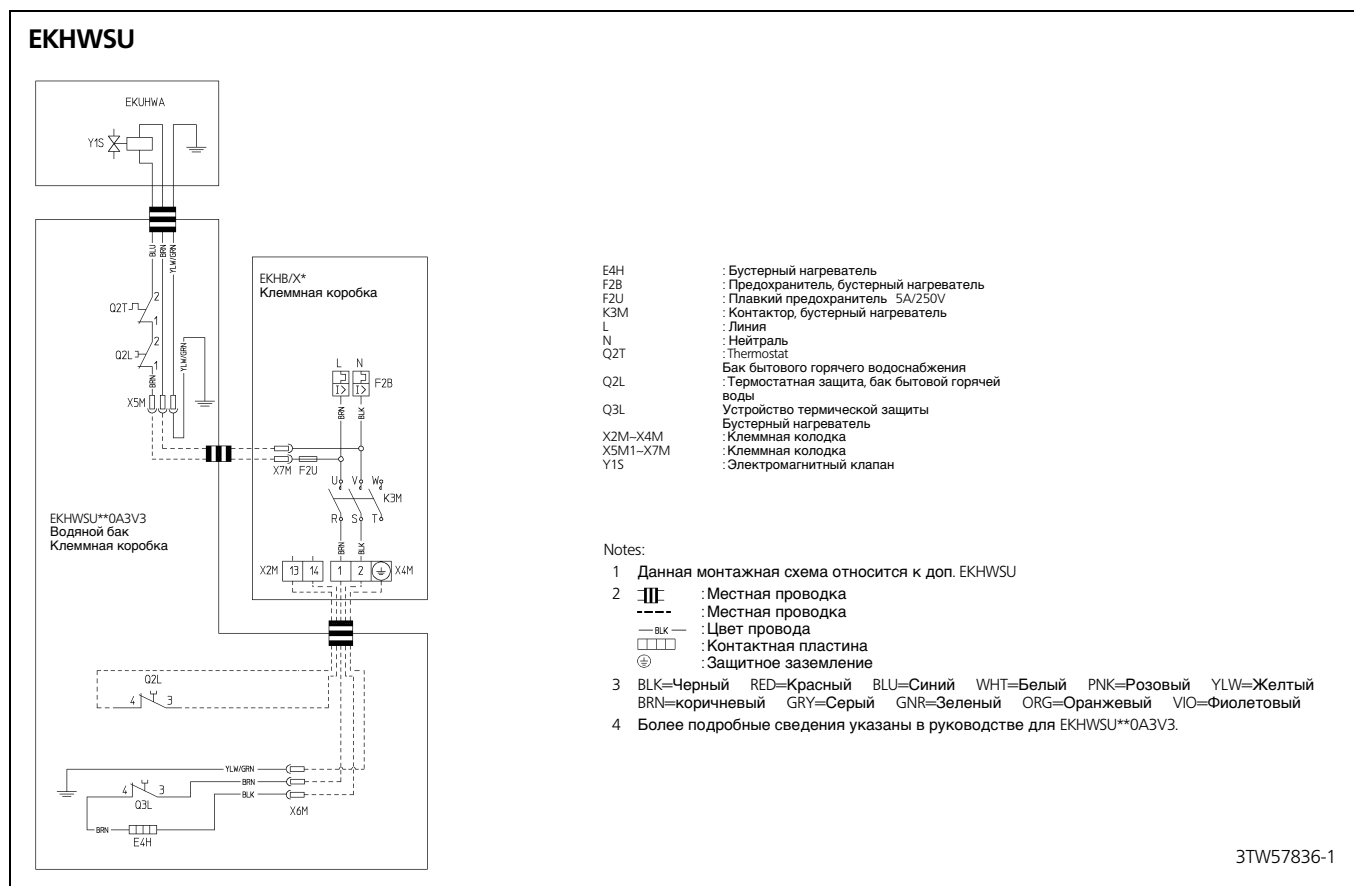 EKHWSU
EKUHWA
Y1S
BLU
BRN
YLW/GRN
Q2T
2
1
Q2L
2
1
BRN
YLW/GRN
X5M
EKHB/X*
Клеммная коробка
L N
I> I> F2B
BRN
BLK
X7M F2U
U V W
K3M
R S T
BRN
BLK
X2M 13 14 1 2 X4M
EKHWSU**0A3V3
Водяной бак
Клеммная коробка
Q2L
4 3
YLW/GRN
BRN
BLK
4 3
Q3L
X6M
BRN
E4H
E4H : Бустерный нагреватель
F2B : Предохранитель, бустерный нагреватель
F2U : Плавкий предохранитель 5A/250V
K3M : Контактор, бустерный нагреватель
L : Линия
N : Нейтраль
Q2T : Thermostat
Бак бытового горячего водоснабжения
Q2L : Термостатная защита, бак бытовой горячей
воды
Q3L Устройство термической защиты
Бустерный нагреватель
X2M~X4M : Клеммная колодка
X5M1~X7M : Клеммная колодка
Y1S : Электромагнитный клапан
Notes:
1 Данная монтажная схема относится к доп. EKHWSU
2 : Местная проводка
: Местная проводка
BLK : Цвет провода
: Контактная пластина
: Защитное заземление
3 BLK=Черный RED=Красный BLU=Синий WHT=Белый PNK=Розовый YLW=Желтый
BRN=коричневый GRY=Серый GNR=Зеленый ORG=Оранжевый VIO=Фиолетовый
4 Более подробные сведения указаны в руководстве для EKHWSU**0A3V3.
3TW57836-1